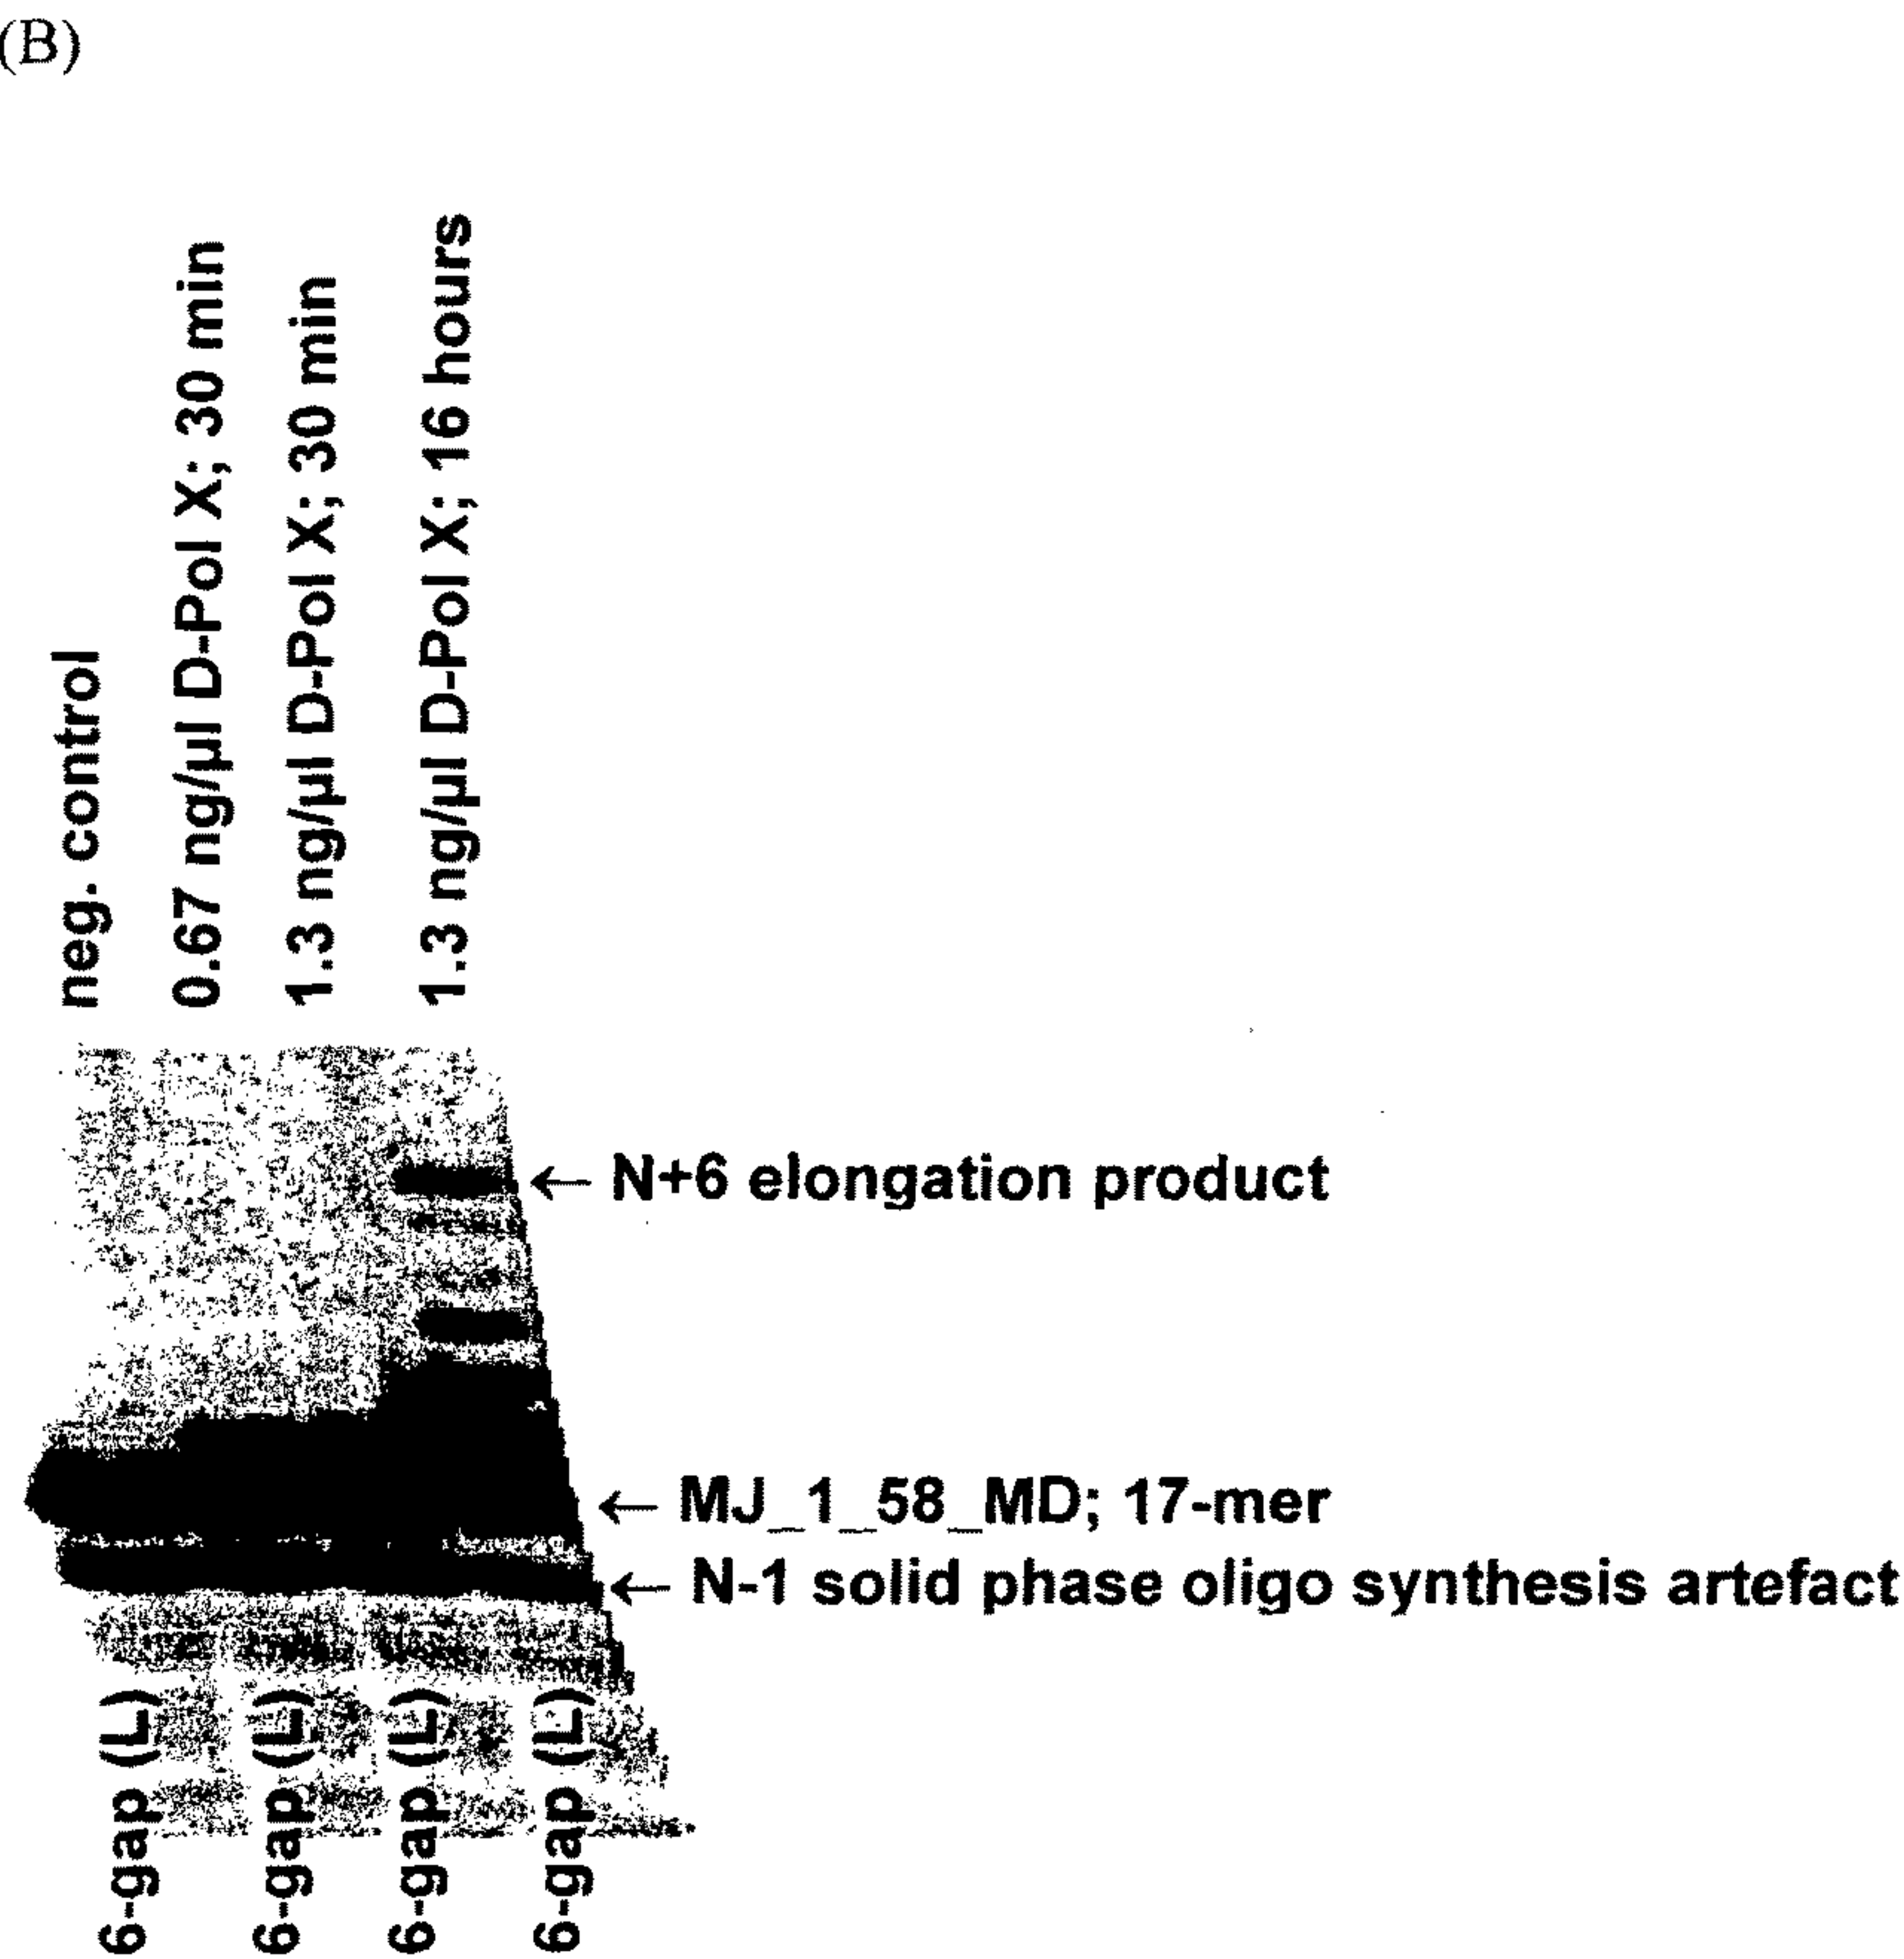 (B)
neg. control
0.67 ng/µl D-Pol X; 30 min
1.3 ng/µl D-Pol X; 30 min
1.3 ng/µl D-Pol X; 16 hours
← N+6 elongation product
← MJ_1_58_MD; 17-mer
← N-1 solid phase oligo synthesis artefact
6-gap (L)
6-gap (L)
6-gap (L)
6-gap (L)